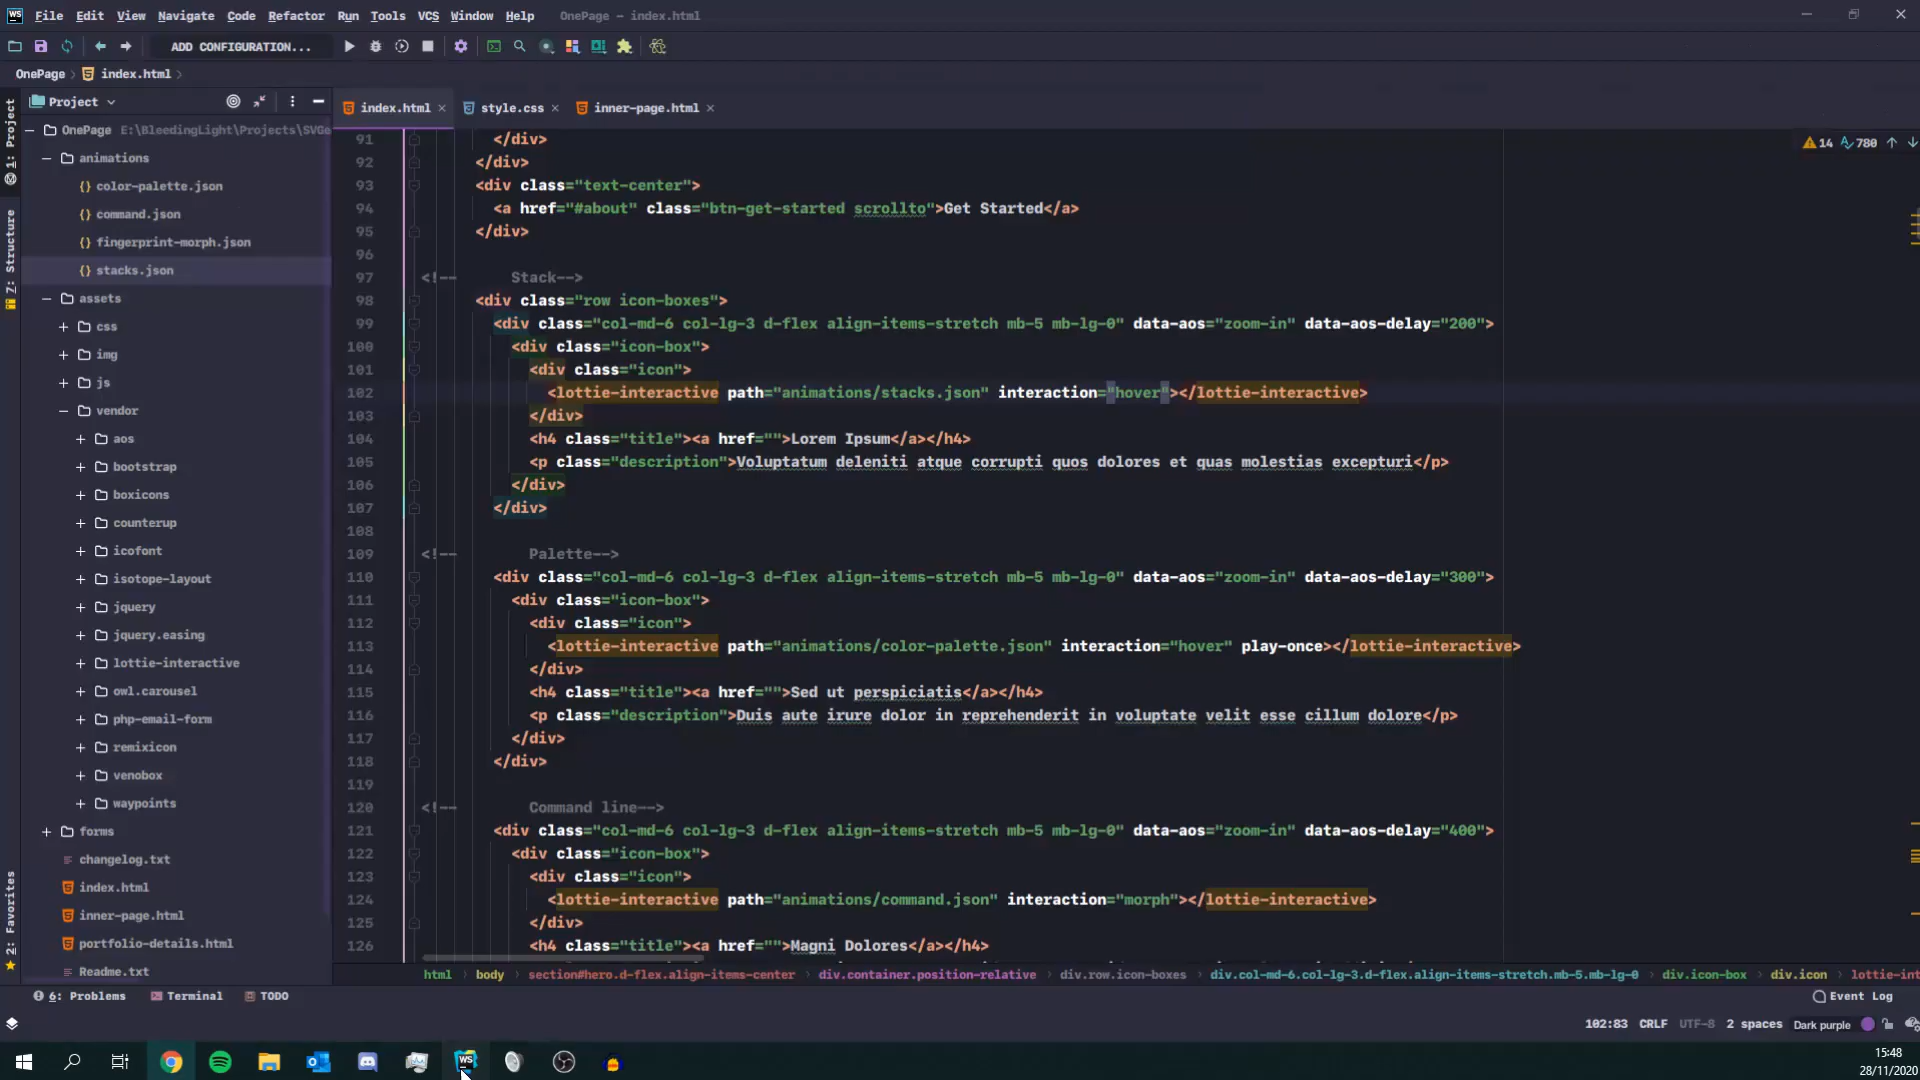 WS File Edit View Navigate Code Refactor Run Tools VCS Window Help OnePage – index.html
ADD CONFIGURATION...
OnePage index.html
Project
index.html
style.css
inner-page.html
1: Project
Z: Structure
2: Favorites
OnePage E:\BleedingLight\Projects\SVGe
animations
color-palette.json
command.json
fingerprint-morph.json
stacks.json
assets
css
img
js
vendor
aos
bootstrap
boxicons
counterup
icofont
isotope-layout
jquery
jquery.easing
lottie-interactive
owl.carousel
php-email-form
remixicon
venobox
waypoints
forms
changelog.txt
index.html
inner-page.html
portfolio-details.html
Readme.txt
14 780
91 </div>
92 </div>
93 <div class="text-center">
94 <a href="#about" class="btn-get-started scrollto">Get Started</a>
95 </div>
96
97 <!-- Stack-->
98 <div class="row icon-boxes">
99 <div class="col-md-6 col-lg-3 d-flex align-items-stretch mb-5 mb-lg-0" data-aos="zoom-in" data-aos-delay="200">
100 <div class="icon-box">
101 <div class="icon">
102 <lottie-interactive path="animations/stacks.json" interaction="hover"></lottie-interactive>
103 </div>
104 <h4 class="title"><a href="">Lorem Ipsum</a></h4>
105 <p class="description">Voluptatum deleniti atque corrupti quos dolores et quas molestias excepturi</p>
106 </div>
107 </div>
108
109 <!-- Palette-->
110 <div class="col-md-6 col-lg-3 d-flex align-items-stretch mb-5 mb-lg-0" data-aos="zoom-in" data-aos-delay="300">
111 <div class="icon-box">
112 <div class="icon">
113 <lottie-interactive path="animations/color-palette.json" interaction="hover" play-once></lottie-interactive>
114 </div>
115 <h4 class="title"><a href="">Sed ut perspiciatis</a></h4>
116 <p class="description">Duis aute irure dolor in reprehenderit in voluptate velit esse cillum dolore</p>
117 </div>
118 </div>
119
120 <!-- Command line-->
121 <div class="col-md-6 col-lg-3 d-flex align-items-stretch mb-5 mb-lg-0" data-aos="zoom-in" data-aos-delay="400">
122 <div class="icon-box">
123 <div class="icon">
124 <lottie-interactive path="animations/command.json" interaction="morph"></lottie-interactive>
125 </div>
126 <h4 class="title"><a href="">Magni Dolores</a></h4>
html body section#hero.d-flex.align-items-center div.container.position-relative div.row.icon-boxes div.col-md-6.col-lg-3.d-flex.align-items-stretch.mb-5.mb-lg-0 div.icon-box div.icon lottie-int
6: Problems Terminal TODO Event Log
102:83 CRLF UTF-8 2 spaces Dark purple
WS
15:48
28/11/2020